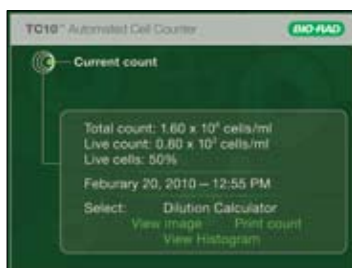 TC10™ Automated Cell Counter BIO-RAD
Current count
Total count: 1.60 x 10⁶ cells/ml
Live count: 0.80 x 10⁶ cells/ml
Live cells: 50%
Feburary 20, 2010 – 12:55 PM
Select: Dilution Calculator
View image Print count
View Histogram